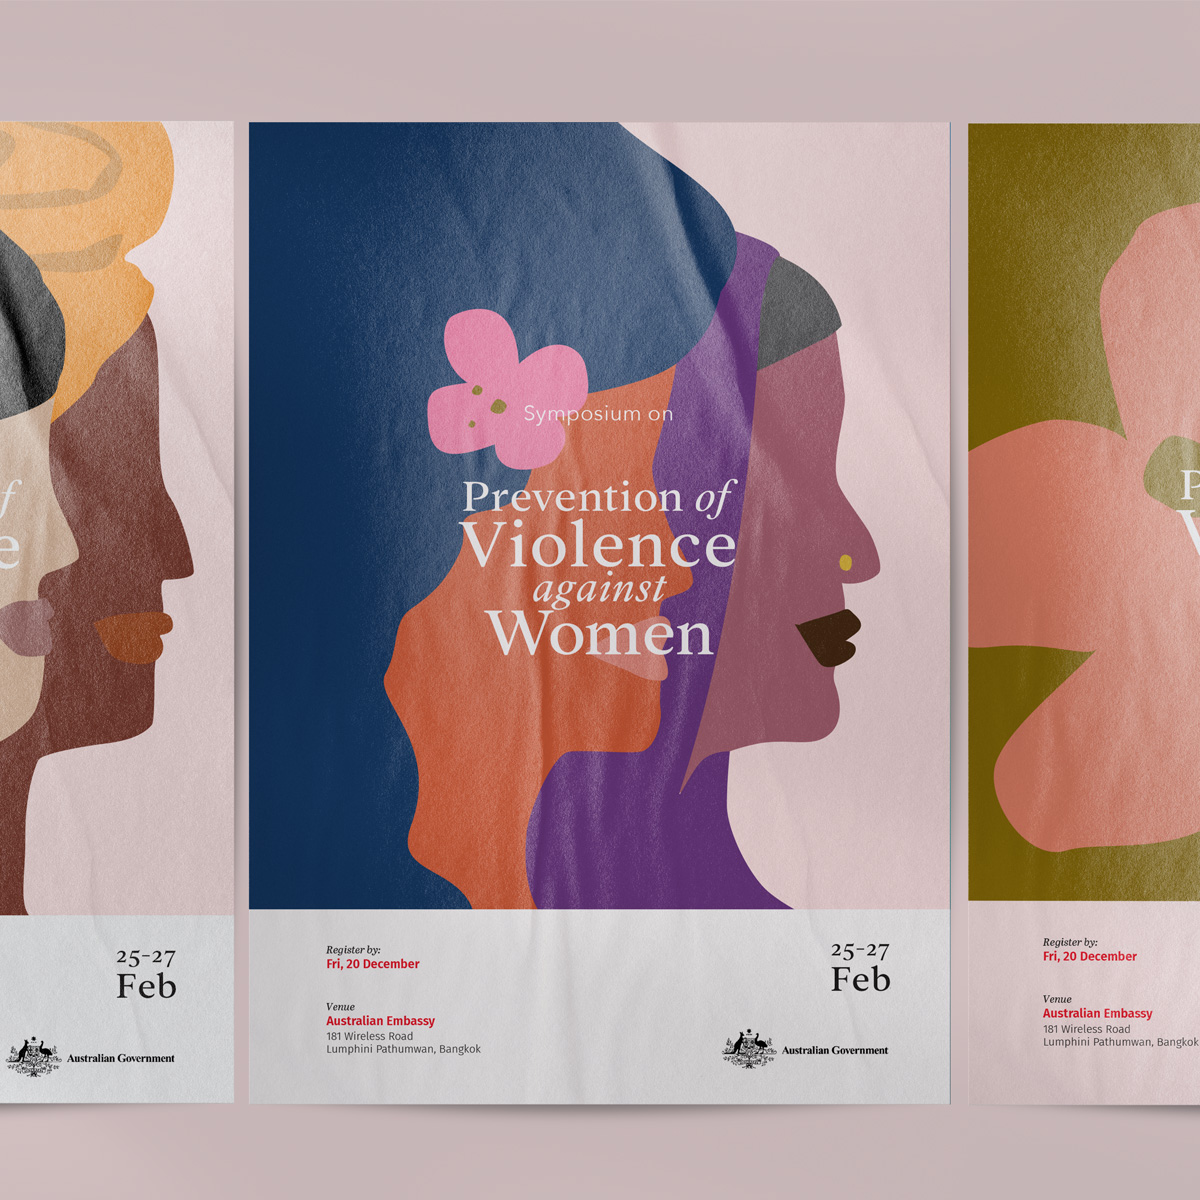 f
e
25–27
Feb
Australian Government
Symposium on
Prevention of
Violence
against
Women
Register by:
Fri, 20 December
Venue
Australian Embassy
181 Wireless Road
Lumphini Pathumwan, Bangkok
25–27
Feb
Australian Government
P
V
Register by:
Fri, 20 December
Venue
Australian Embassy
181 Wireless Road
Lumphini Pathumwan, Bangkok